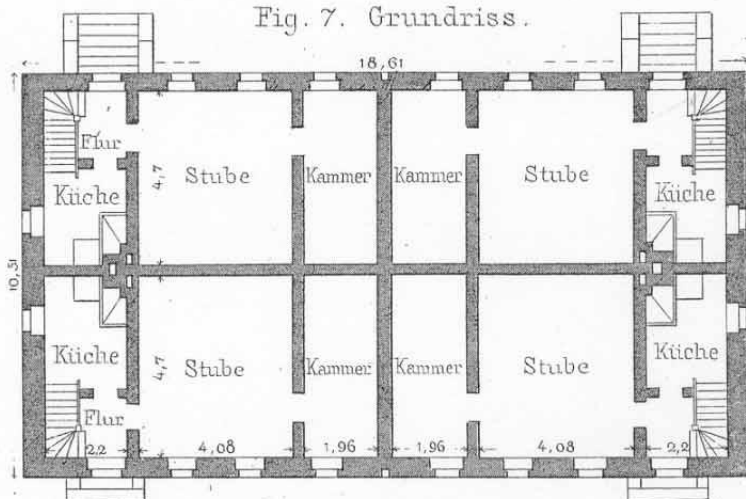 Fig. 7. Grundriss.
18,61
Flur
Stube
Kammer
Kammer
Stube
Küche
4,7
Küche
10,31
Küche
Stube
Kammer
Kammer
Stube
Küche
4,7
Flur
2,2
4,08
1,96
1,96
4,08
2,2